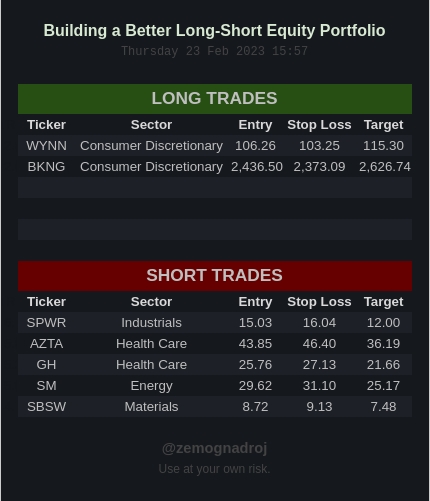 Building a Better Long-Short Equity Portfolio
Thursday 23 Feb 2023 15:57
LONG TRADES
Ticker Sector Entry Stop Loss Target
WYNN Consumer Discretionary 106.26 103.25 115.30
BKNG Consumer Discretionary 2,436.50 2,373.09 2,626.74
SHORT TRADES
Ticker Sector Entry Stop Loss Target
SPWR Industrials 15.03 16.04 12.00
AZTA Health Care 43.85 46.40 36.19
GH Health Care 25.76 27.13 21.66
SM Energy 29.62 31.10 25.17
SBSW Materials 8.72 9.13 7.48
@zemognadroj
Use at your own risk.